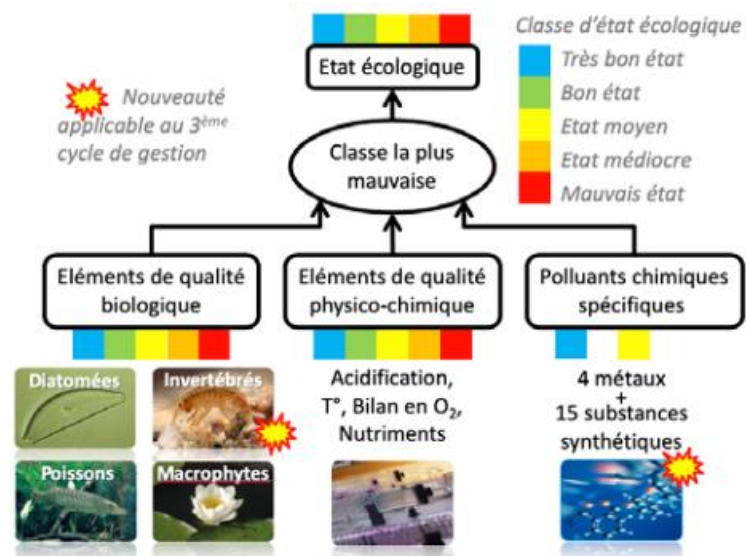 Classe d'état écologique
Très bon état
Bon état
Etat moyen
Etat médiocre
Mauvais état
Etat écologique
Nouveauté
applicable au 3ème
cycle de gestion
Classe la plus
mauvaise
Eléments de qualité
biologique
Eléments de qualité
physico-chimique
Polluants chimiques
spécifiques
Diatomées
Invertébrés
Poissons
Macrophytes
Acidification,
T°, Bilan en O2,
Nutriments
4 métaux
+
15 substances
synthétiques